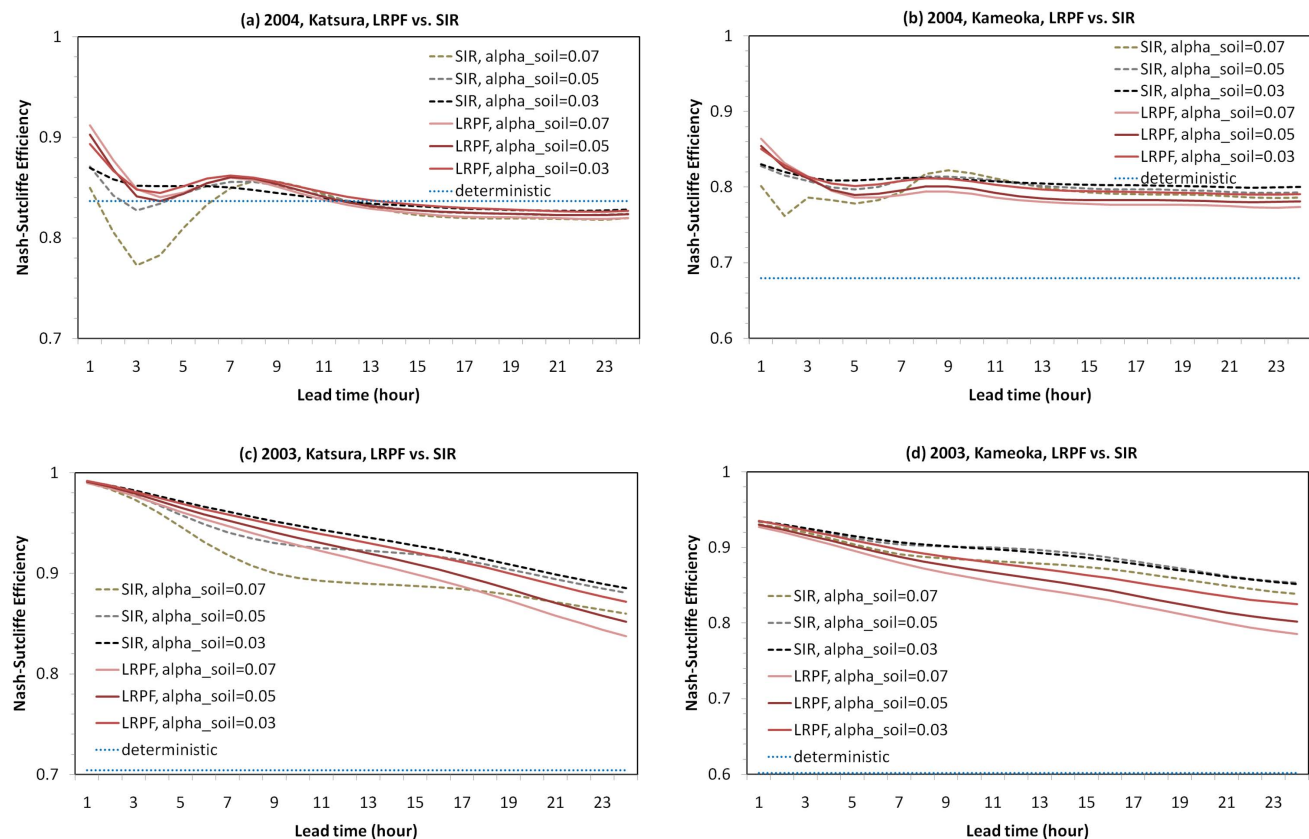 (a) 2004, Katsura, LRPF vs. SIR
Nash-Sutcliffe Efficiency
1
0.9
0.8
0.7
SIR, alpha_soil=0.07
SIR, alpha_soil=0.05
SIR, alpha_soil=0.03
LRPF, alpha_soil=0.07
LRPF, alpha_soil=0.05
LRPF, alpha_soil=0.03
deterministic
1 3 5 7 9 11 13 15 17 19 21 23
Lead time (hour)
(b) 2004, Kameoka, LRPF vs. SIR
Nash-Sutcliffe Efficiency
1
0.9
0.8
0.7
0.6
SIR, alpha_soil=0.07
SIR, alpha_soil=0.05
SIR, alpha_soil=0.03
LRPF, alpha_soil=0.07
LRPF, alpha_soil=0.05
LRPF, alpha_soil=0.03
deterministic
1 3 5 7 9 11 13 15 17 19 21 23
Lead time (hour)
(c) 2003, Katsura, LRPF vs. SIR
Nash-Sutcliffe Efficiency
1
0.9
0.8
0.7
SIR, alpha_soil=0.07
SIR, alpha_soil=0.05
SIR, alpha_soil=0.03
LRPF, alpha_soil=0.07
LRPF, alpha_soil=0.05
LRPF, alpha_soil=0.03
deterministic
1 3 5 7 9 11 13 15 17 19 21 23
Lead time (hour)
(d) 2003, Kameoka, LRPF vs. SIR
Nash-Sutcliffe Efficiency
1
0.9
0.8
0.7
0.6
SIR, alpha_soil=0.07
SIR, alpha_soil=0.05
SIR, alpha_soil=0.03
LRPF, alpha_soil=0.07
LRPF, alpha_soil=0.05
LRPF, alpha_soil=0.03
deterministic
1 3 5 7 9 11 13 15 17 19 21 23
Lead time (hour)